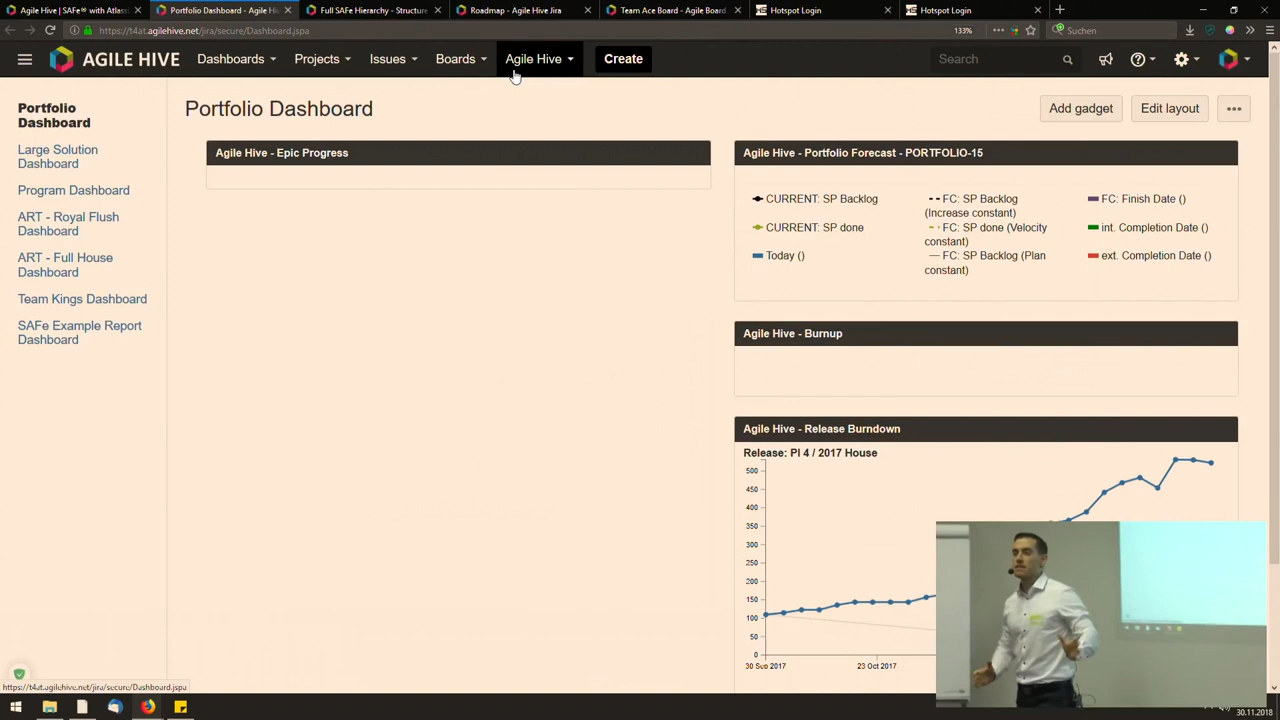 Agile Hive | SAFe® with Atlass
Portfolio Dashboard - Agile Hi
Full SAFe Hierarchy - Structure
Roadmap - Agile Hive Jira
Team Ace Board - Agile Board
Hotspot Login
Hotspot Login
https://t4at.agilehive.net/jira/secure/Dashboard.jspa
133%
Suchen
AGILE HIVE
Dashboards
Projects
Issues
Boards
Agile Hive
Create
Search
Portfolio
Dashboard
Large Solution
Dashboard
Program Dashboard
ART - Royal Flush
Dashboard
ART - Full House
Dashboard
Team Kings Dashboard
SAFe Example Report
Dashboard
Portfolio Dashboard
Add gadget
Edit layout
Agile Hive - Epic Progress
Agile Hive - Portfolio Forecast - PORTFOLIO-15
CURRENT: SP Backlog
CURRENT: SP done
Today ()
FC: SP Backlog
(Increase constant)
FC: SP done (Velocity
constant)
FC: SP Backlog (Plan
constant)
FC: Finish Date ()
int. Completion Date ()
ext. Completion Date ()
Agile Hive - Burnup
Agile Hive - Release Burndown
Release: PI 4 / 2017 House
500
450
400
350
300
250
200
150
100
50
0
30 Sep 2017
23 Oct 2017
https://t4at.agilehive.net/jira/secure/Dashboard.jspa
30.11.2018